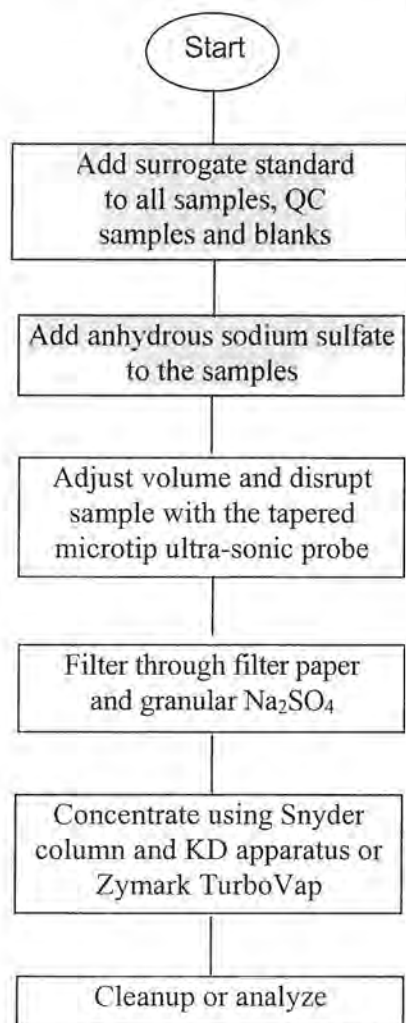 Start
Add surrogate standard
to all samples, QC
samples and blanks
Add anhydrous sodium sulfate
to the samples
Adjust volume and disrupt
sample with the tapered
microtip ultra-sonic probe
Filter through filter paper
and granular Na₂SO₄
Concentrate using Snyder
column and KD apparatus or
Zymark TurboVap
Cleanup or analyze